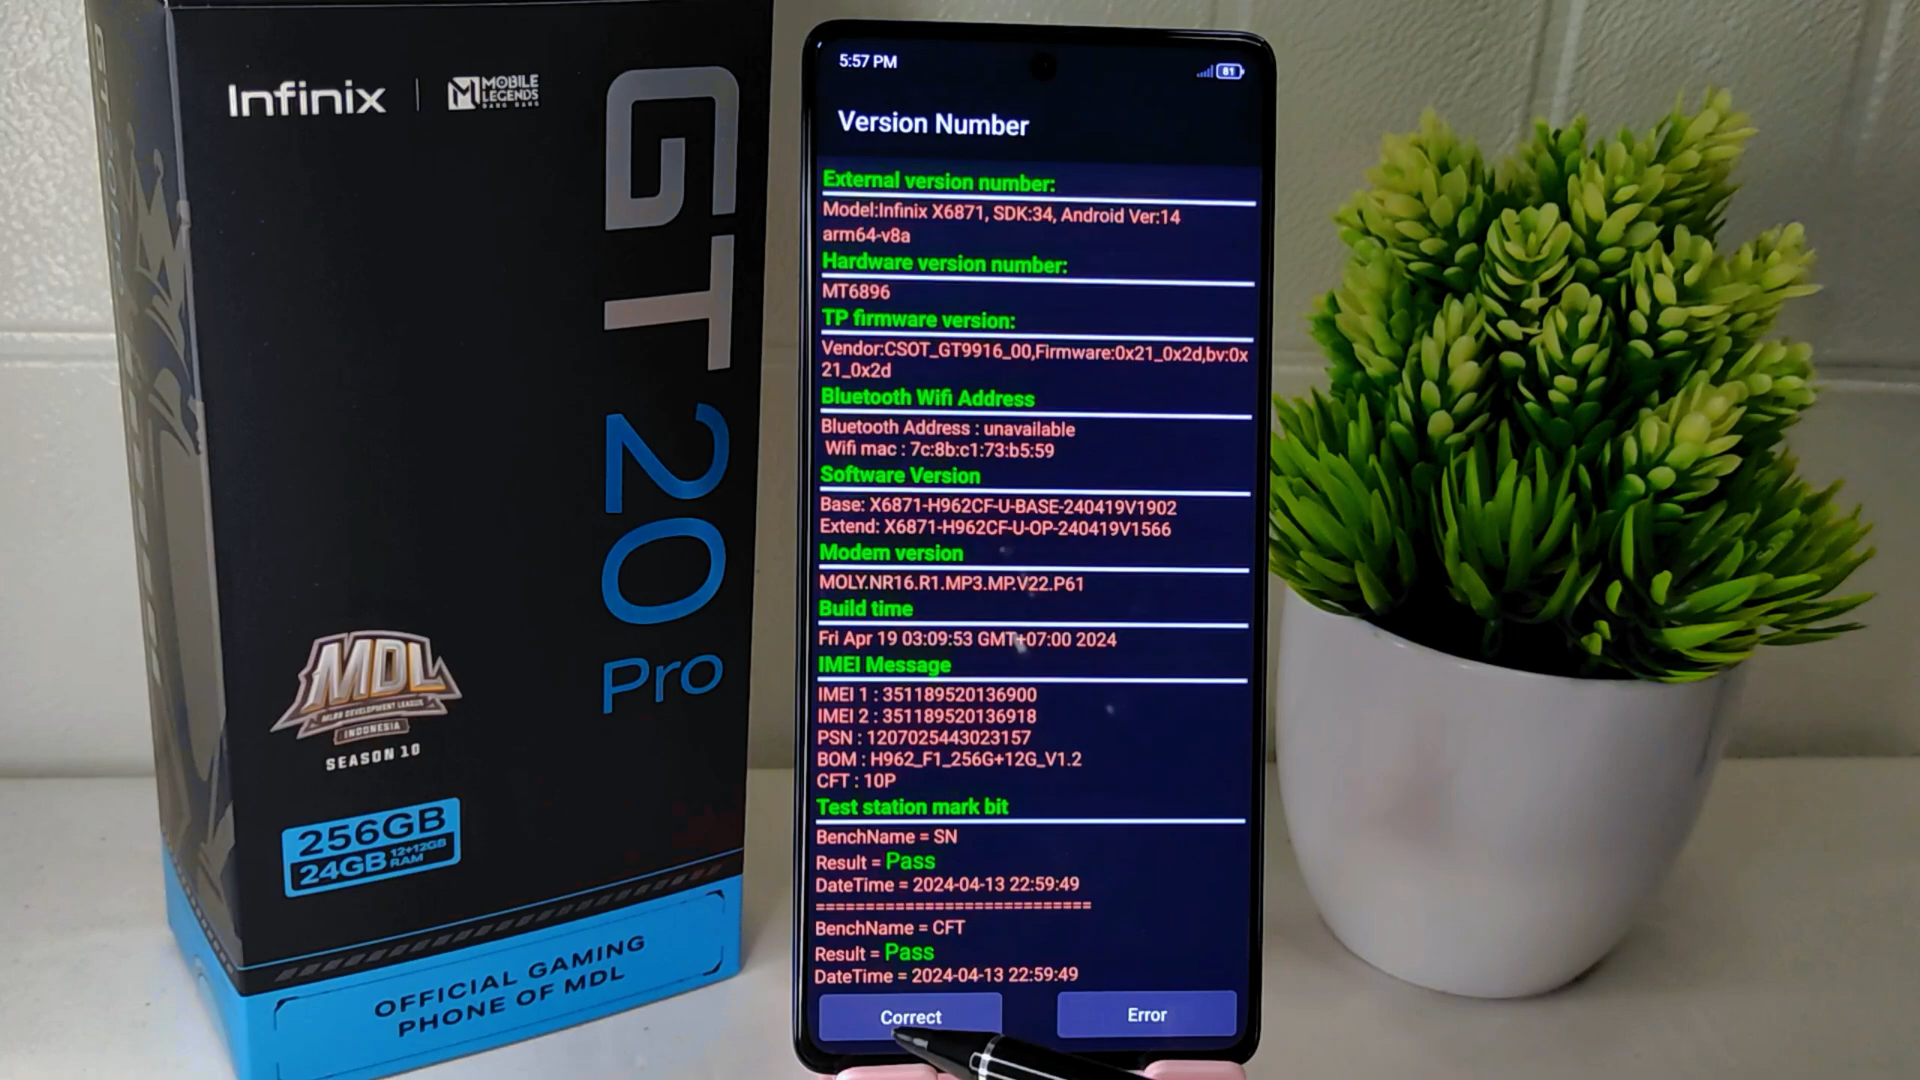 Infinix
MOBILE
LEGENDS
BANG BANG
GT 20 Pro
MDL
MLBB DEVELOPMENT LEAGUE
INDONESIA
SEASON 10
256GB
24GB 12+12GB
RAM
OFFICIAL GAMING
PHONE OF MDL
5:57 PM
81
Version Number
External version number:
Model:Infinix X6871, SDK:34, Android Ver:14
arm64-v8a
Hardware version number:
MT6896
TP firmware version:
Vendor:CSOT_GT9916_00,Firmware:0x21_0x2d,bv:0x
21_0x2d
Bluetooth Wifi Address
Bluetooth Address : unavailable
Wifi mac : 7c:8b:c1:73:b5:59
Software Version
Base: X6871-H962CF-U-BASE-240419V1902
Extend: X6871-H962CF-U-OP-240419V1566
Modem version
MOLY.NR16.R1.MP3.MP.V22.P61
Build time
Fri Apr 19 03:09:53 GMT+07:00 2024
IMEI Message
IMEI 1 : 351189520136900
IMEI 2 : 351189520136918
PSN : 1207025443023157
BOM : H962_F1_256G+12G_V1.2
CFT : 10P
Test station mark bit
BenchName = SN
Result = Pass
DateTime = 2024-04-13 22:59:49
============================
BenchName = CFT
Result = Pass
DateTime = 2024-04-13 22:59:49
Correct
Error